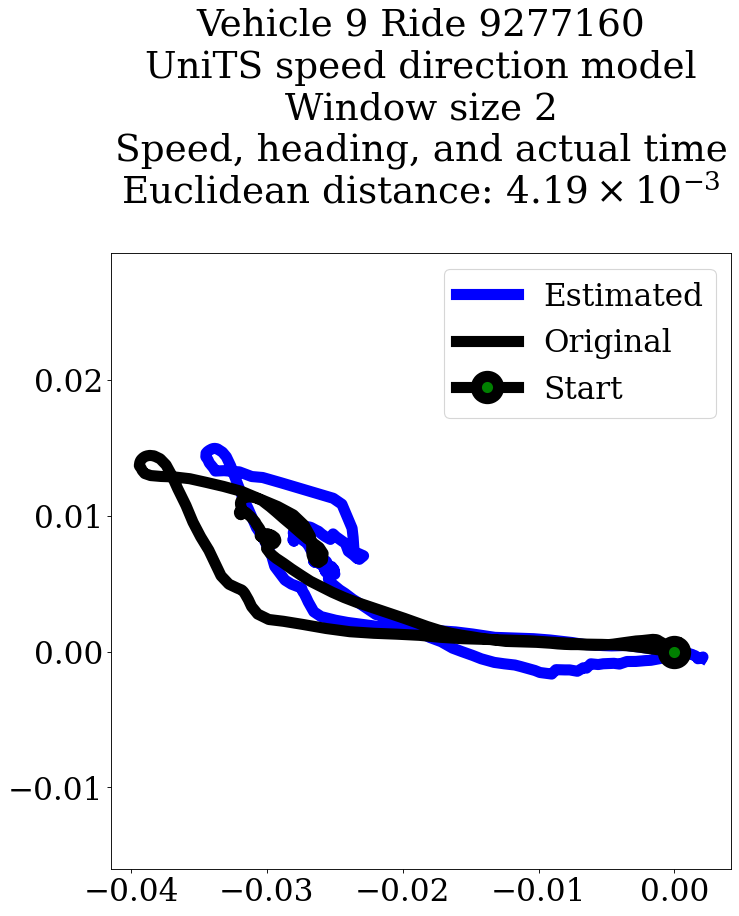 Vehicle 9 Ride 9277160
UniTS speed direction model
Window size 2
Speed, heading, and actual time
Euclidean distance: 4.19 × 10⁻³
Estimated
Original
Start
0.02
0.01
0.00
−0.01
−0.04 −0.03 −0.02 −0.01 0.00